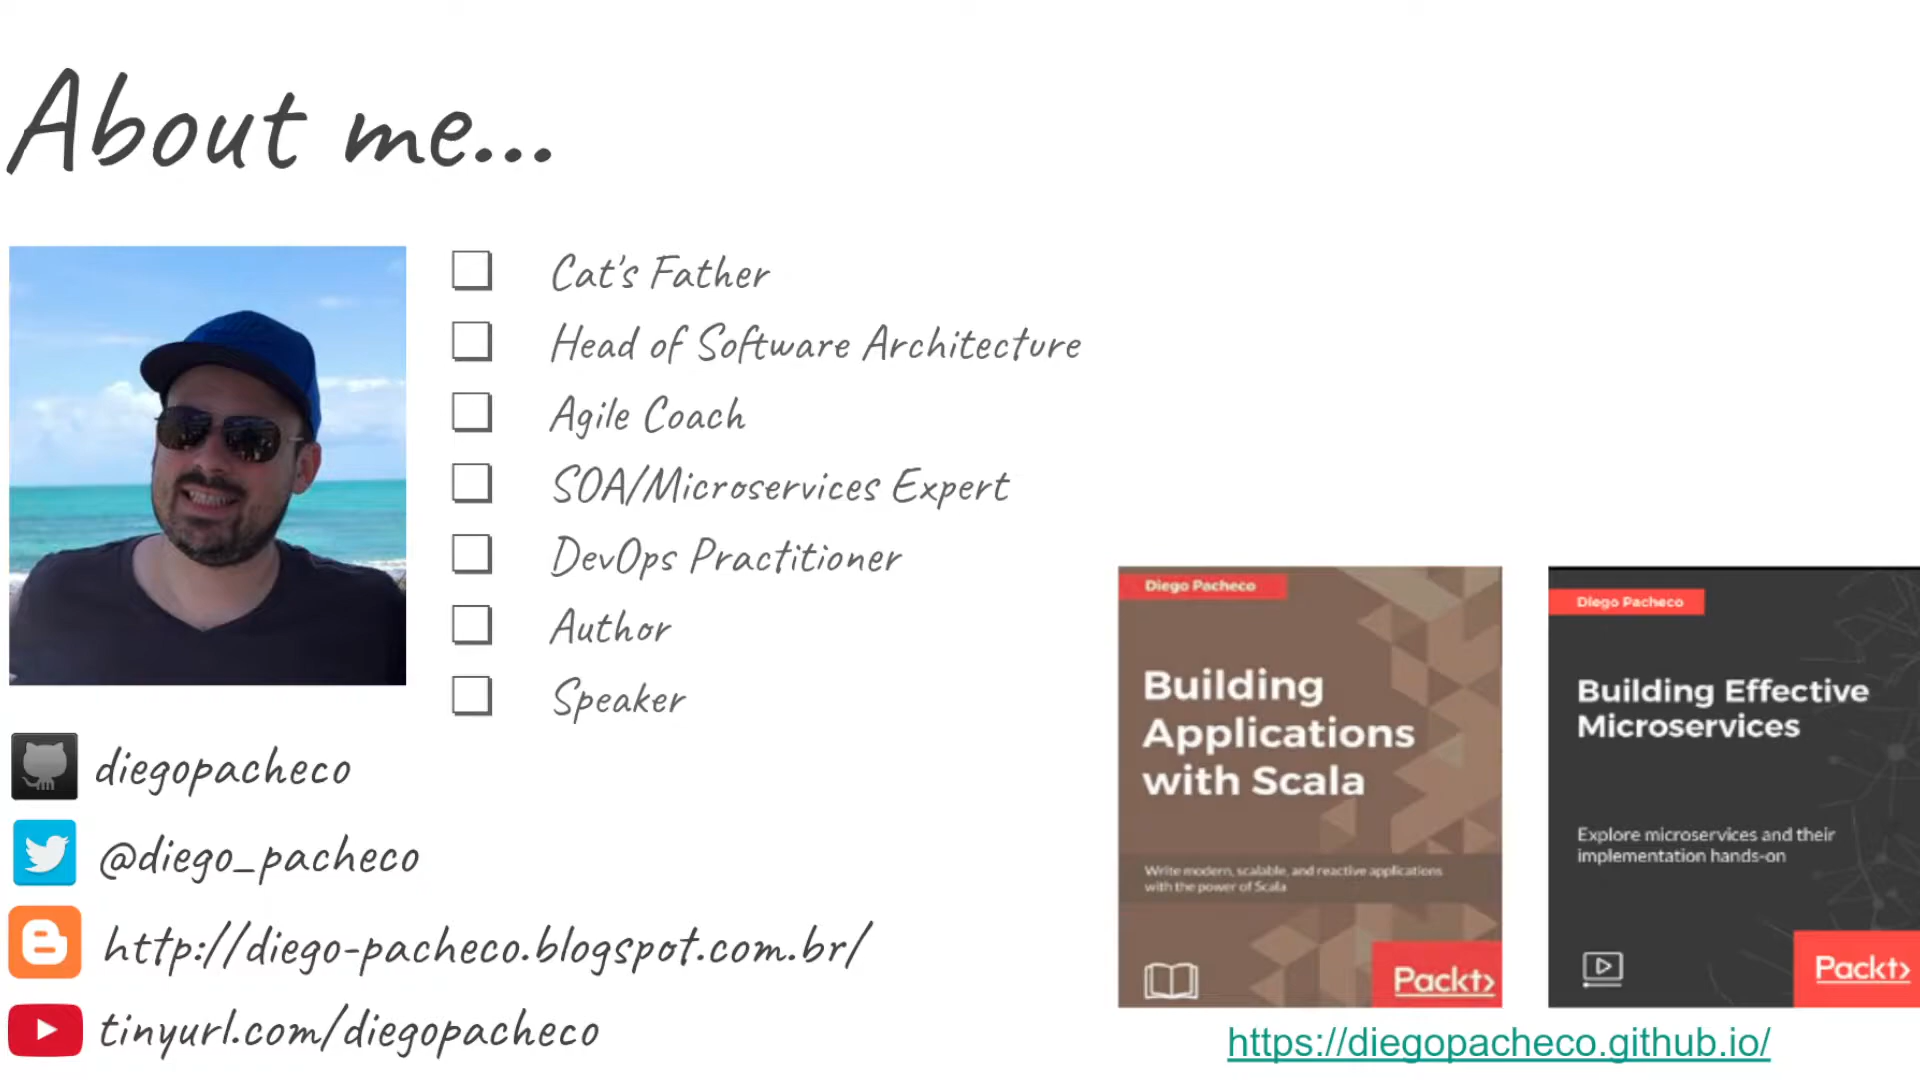 About me...
Cat's Father
Head of Software Architecture
Agile Coach
SOA/Microservices Expert
DevOps Practitioner
Author
Speaker
diegopacheco
@diego_pacheco
http://diego-pacheco.blogspot.com.br/
tinyurl.com/diegopacheco
Diego Pacheco
Building
Applications
with Scala
Write modern, scalable, and reactive applications
with the power of Scala
Packt>
Diego Pacheco
Building Effective
Microservices
Explore microservices and their
implementation hands-on
Packt>
https://diegopacheco.github.io/